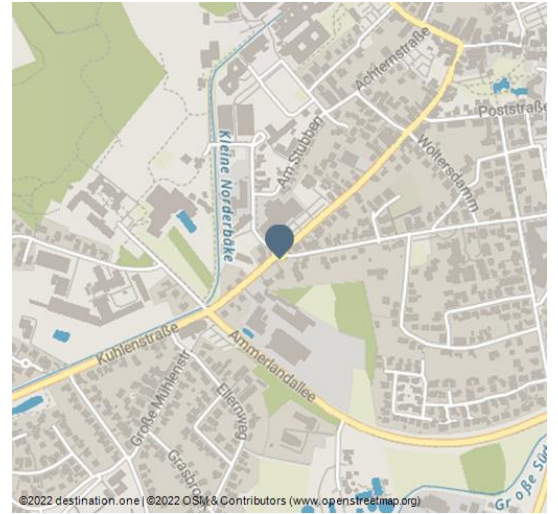 Achternstraße
Poststraße
Am Stubben
Woltersdamm
Kleine Norderbäke
Kuhlenstraße
Ammerlandallee
Große Mühlenstr.
Ellernweg
Grasbro
Große Süd
©2022 destination.one | ©2022 OSM & Contributors (www.openstreetmap.org)